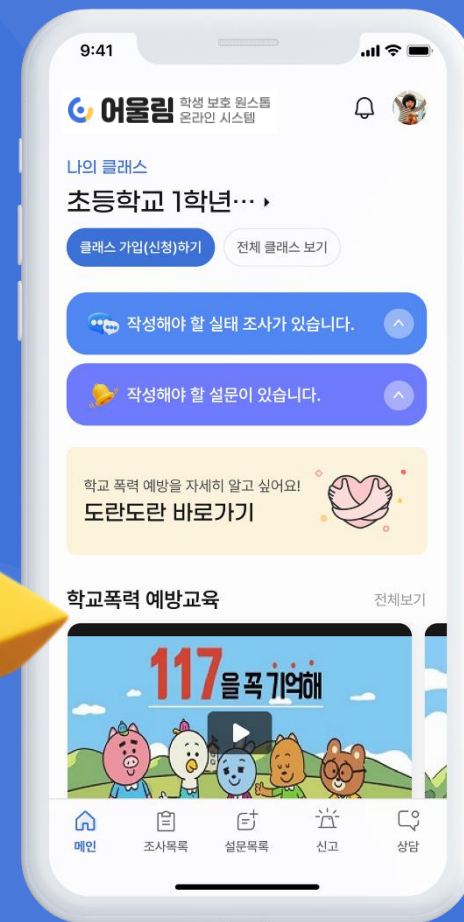 9:41
어울림 학생 보호 원스톱
온라인 시스템
나의 클래스
초등학교 1학년…
클래스 가입(신청)하기
전체 클래스 보기
작성해야 할 실태 조사가 있습니다.
작성해야 할 설문이 있습니다.
학교 폭력 예방을 자세히 알고 싶어요!
도란도란 바로가기
학교폭력 예방교육
전체보기
117을 꼭 기억해
메인
조사목록
설문목록
신고
상담